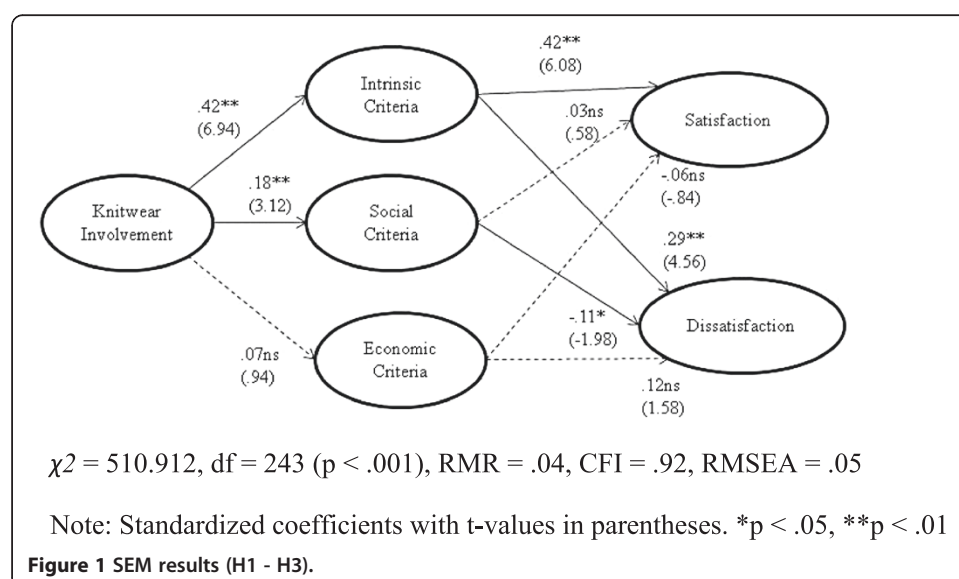 .42**
(6.94)
Intrinsic
Criteria
.42**
(6.08)
.03ns
(.58)
Satisfaction
-.06ns
(-.84)
Knitwear
Involvement
.18**
(3.12)
Social
Criteria
.29**
(4.56)
-.11*
(-1.98)
Dissatisfaction
.07ns
(.94)
Economic
Criteria
.12ns
(1.58)
χ2 = 510.912, df = 243 (p < .001), RMR = .04, CFI = .92, RMSEA = .05
Note: Standardized coefficients with t-values in parentheses. *p < .05, **p < .01
Figure 1 SEM results (H1 - H3).